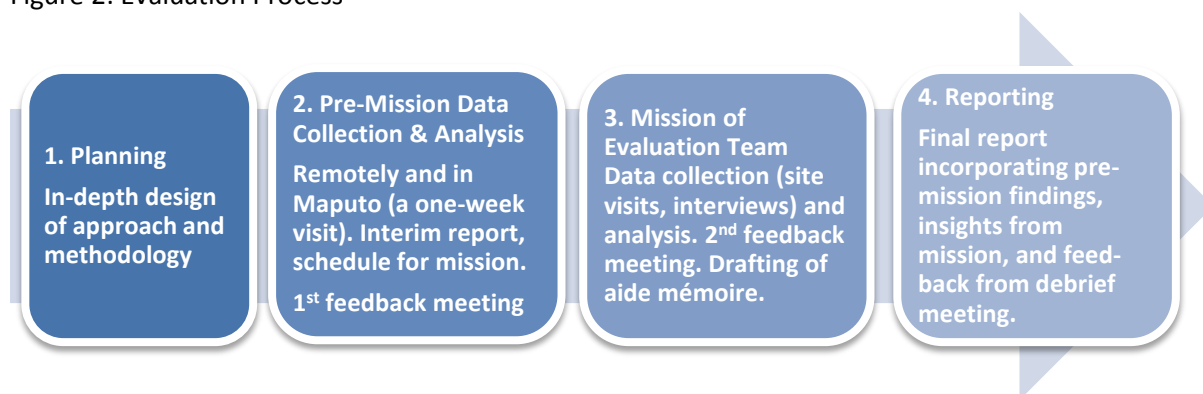 Figure 2: Evaluation Process
1. Planning
In-depth design
of approach and
methodology
2. Pre-Mission Data
Collection & Analysis
Remotely and in
Maputo (a one-week
visit). Interim report,
schedule for mission.
1st feedback meeting
3. Mission of
Evaluation Team
Data collection (site
visits, interviews) and
analysis. 2nd feedback
meeting. Drafting of
aide mémoire.
4. Reporting
Final report
incorporating pre-
mission findings,
insights from
mission, and feed-
back from debrief
meeting.